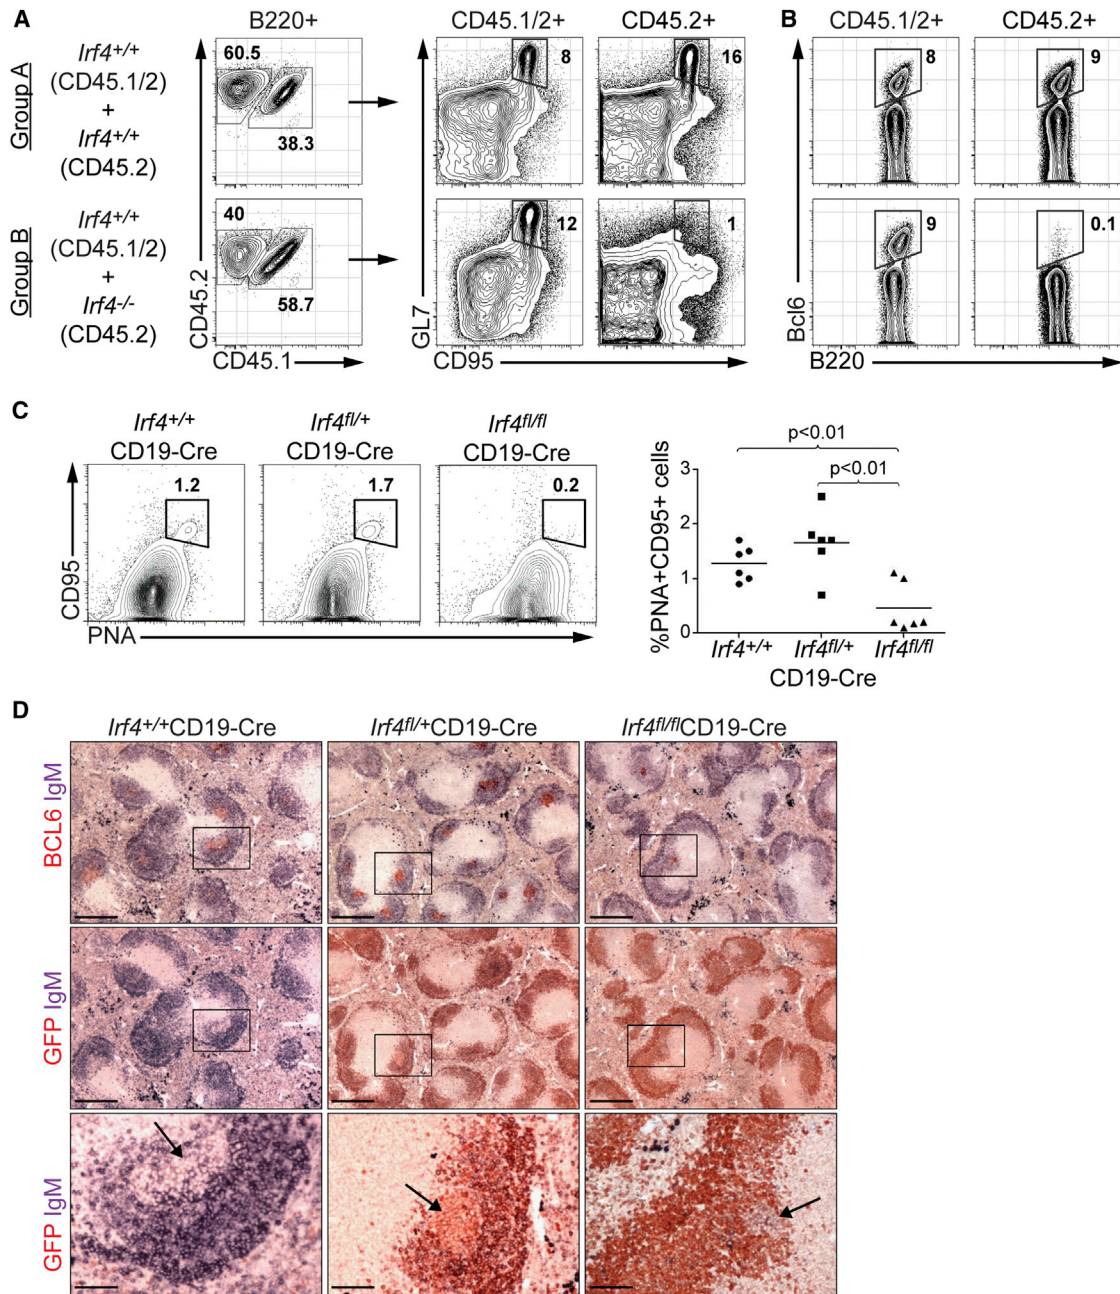 A
B220+
CD45.1/2+
CD45.2+
B
CD45.1/2+
CD45.2+
Group A
Irf4+/+
(CD45.1/2)
+
Irf4+/+
(CD45.2)
60.5
38.3
8
16
8
9
Group B
Irf4+/+
(CD45.1/2)
+
Irf4-/-
(CD45.2)
40
58.7
12
1
9
0.1
CD45.2
CD45.1
GL7
CD95
Bcl6
B220
C
Irf4+/+
CD19-Cre
Irf4fl/+
CD19-Cre
Irf4fl/fl
CD19-Cre
1.2
1.7
0.2
CD95
PNA
p<0.01
p<0.01
%PNA+CD95+ cells
3
2
1
0
Irf4+/+
Irf4fl/+
Irf4fl/fl
CD19-Cre
D
Irf4+/+CD19-Cre
Irf4fl/+CD19-Cre
Irf4fl/flCD19-Cre
BCL6 IgM
GFP IgM
GFP IgM